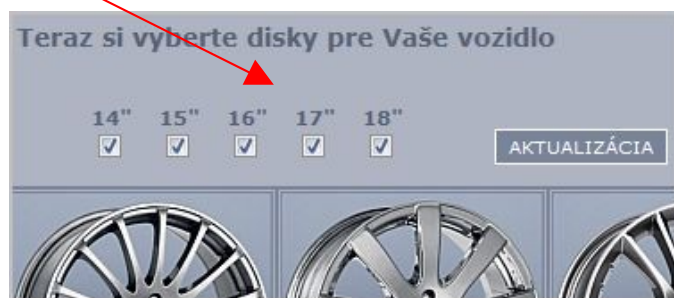 Teraz si vyberte disky pre Vaše vozidlo
14" 15" 16" 17" 18"
AKTUALIZÁCIA